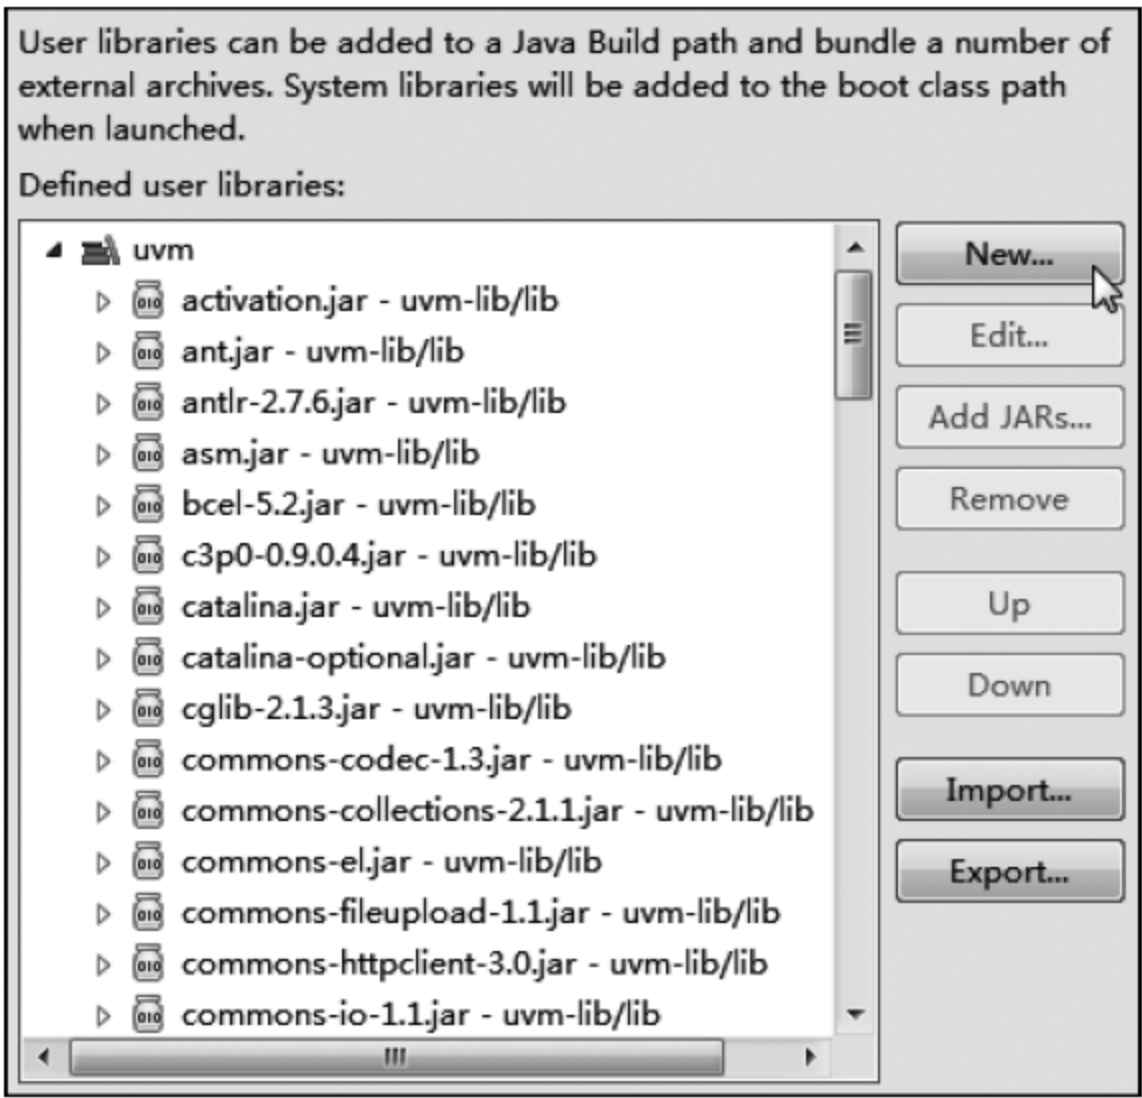 User libraries can be added to a Java Build path and bundle a number of
external archives. System libraries will be added to the boot class path
when launched.
Defined user libraries:
uvm
activation.jar - uvm-lib/lib
ant.jar - uvm-lib/lib
antlr-2.7.6.jar - uvm-lib/lib
asm.jar - uvm-lib/lib
bcel-5.2.jar - uvm-lib/lib
c3p0-0.9.0.4.jar - uvm-lib/lib
catalina.jar - uvm-lib/lib
catalina-optional.jar - uvm-lib/lib
cglib-2.1.3.jar - uvm-lib/lib
commons-codec-1.3.jar - uvm-lib/lib
commons-collections-2.1.1.jar - uvm-lib/lib
commons-el.jar - uvm-lib/lib
commons-fileupload-1.1.jar - uvm-lib/lib
commons-httpclient-3.0.jar - uvm-lib/lib
commons-io-1.1.jar - uvm-lib/lib
New...
Edit...
Add JARs...
Remove
Up
Down
Import...
Export...